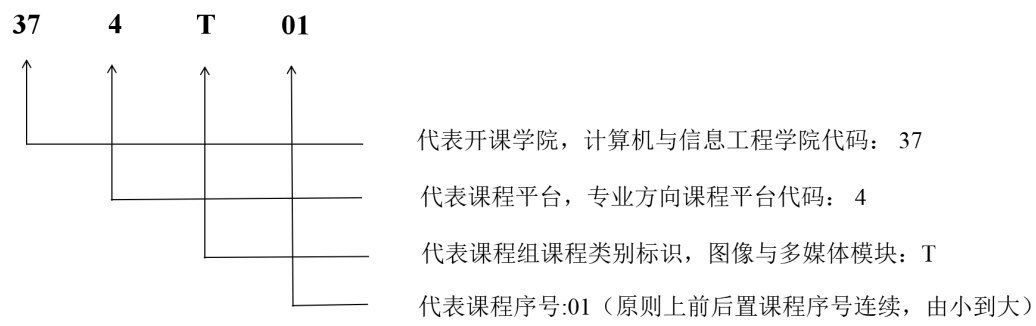 37 4 T 01
代表开课学院，计算机与信息工程学院代码： 37
代表课程平台，专业方向课程平台代码： 4
代表课程组课程类别标识，图像与多媒体模块：T
代表课程序号:01（原则上前后置课程序号连续，由小到大）